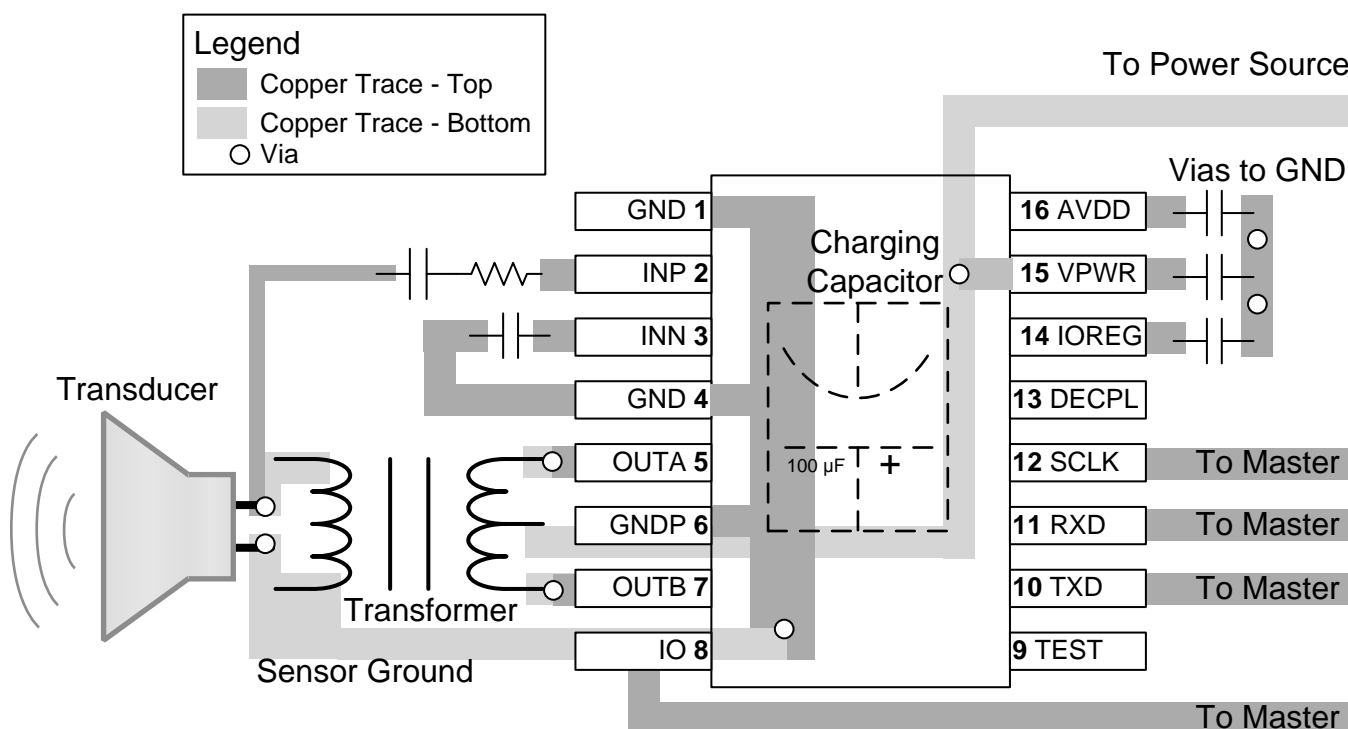 Legend
Copper Trace - Top
Copper Trace - Bottom
Via
To Power Source
Vias to GND
GND 1
INP 2
INN 3
GND 4
OUTA 5
GNDP 6
OUTB 7
IO 8
Charging
Capacitor
100 µF
+
16 AVDD
15 VPWR
14 IOREG
13 DECPL
12 SCLK
11 RXD
10 TXD
9 TEST
To Master
To Master
To Master
To Master
Transducer
Transformer
Sensor Ground